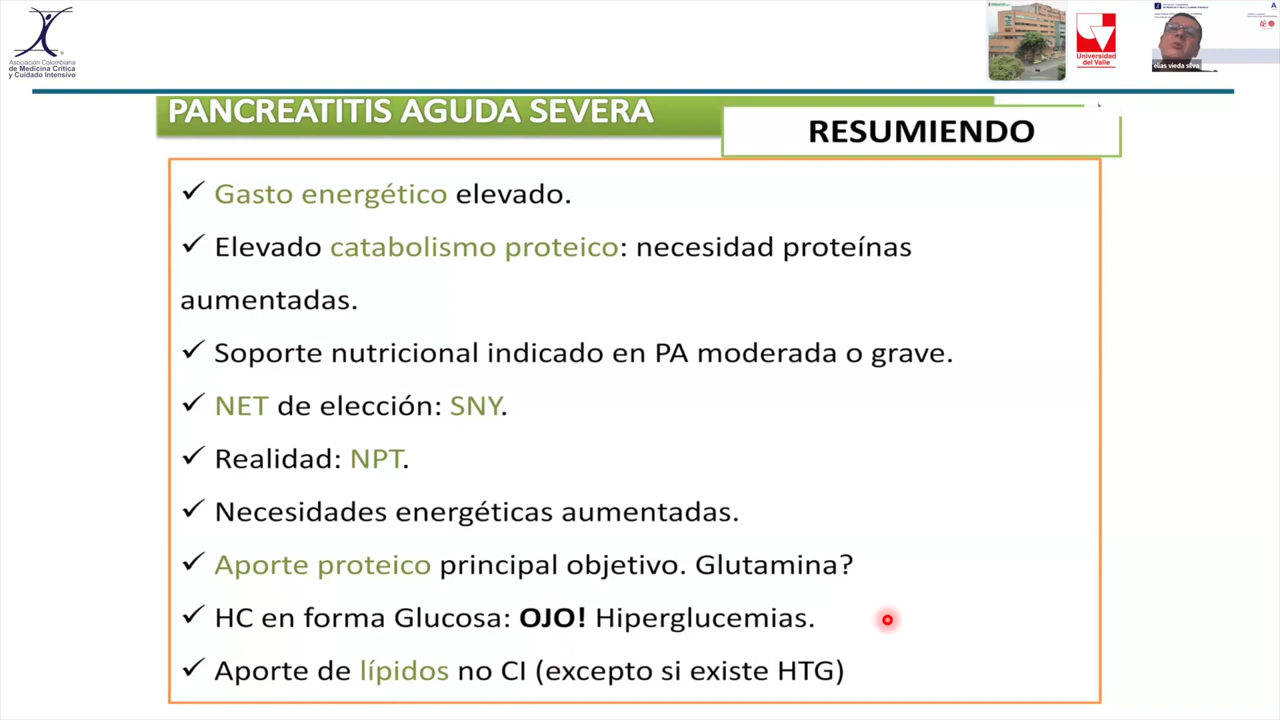 Asociación Colombiana
de Medicina Crítica
y Cuidado Intensivo
Universidad
del Valle
elias vieda silva
PANCREATITIS AGUDA SEVERA
RESUMIENDO
✓ Gasto energético elevado.
✓ Elevado catabolismo proteico: necesidad proteínas
aumentadas.
✓ Soporte nutricional indicado en PA moderada o grave.
✓ NET de elección: SNY.
✓ Realidad: NPT.
✓ Necesidades energéticas aumentadas.
✓ Aporte proteico principal objetivo. Glutamina?
✓ HC en forma Glucosa: OJO! Hiperglucemias.
✓ Aporte de lípidos no CI (excepto si existe HTG)